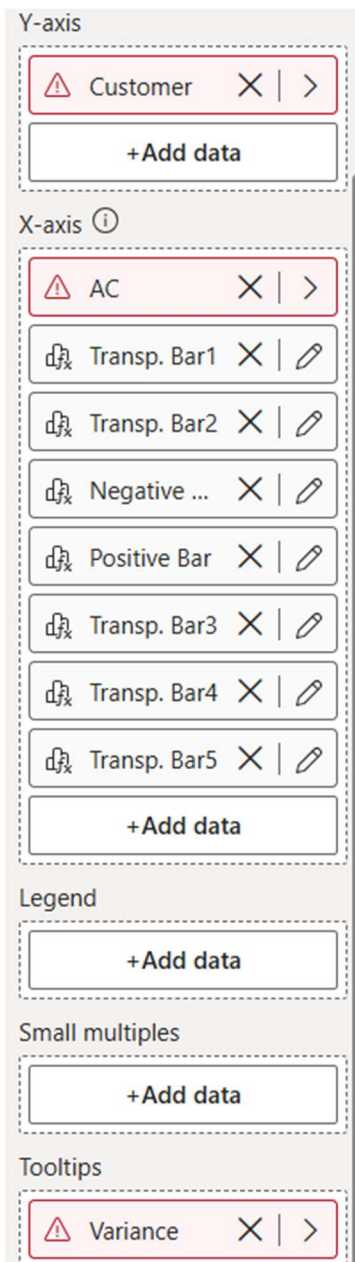 Y-axis
Customer
+Add data
X-axis
AC
Transp. Bar1
Transp. Bar2
Negative ...
Positive Bar
Transp. Bar3
Transp. Bar4
Transp. Bar5
+Add data
Legend
+Add data
Small multiples
+Add data
Tooltips
Variance